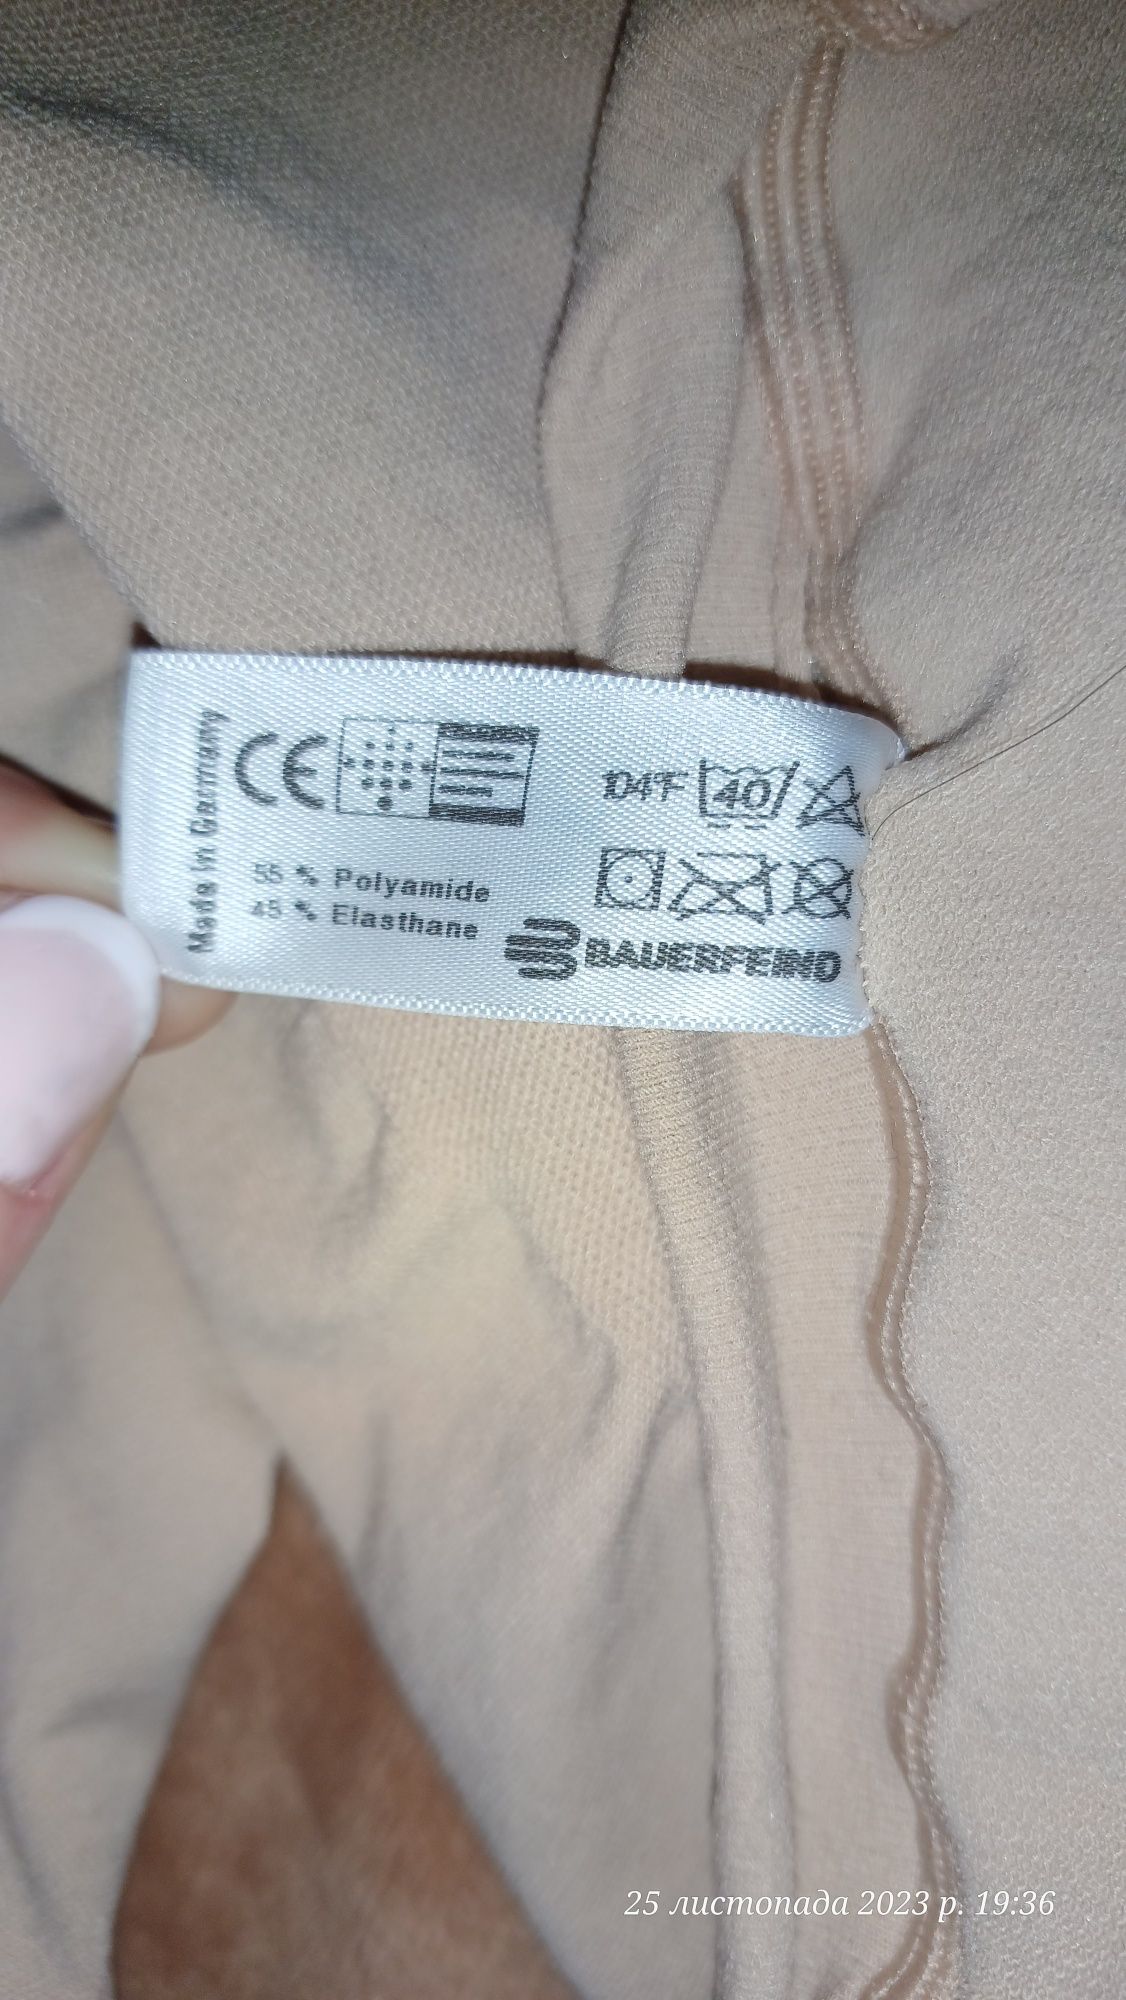 Made in Germany
CE
104°F 40
55 % Polyamide
45 % Elasthane
BAUERFEIND
25 листопада 2023 р. 19:36